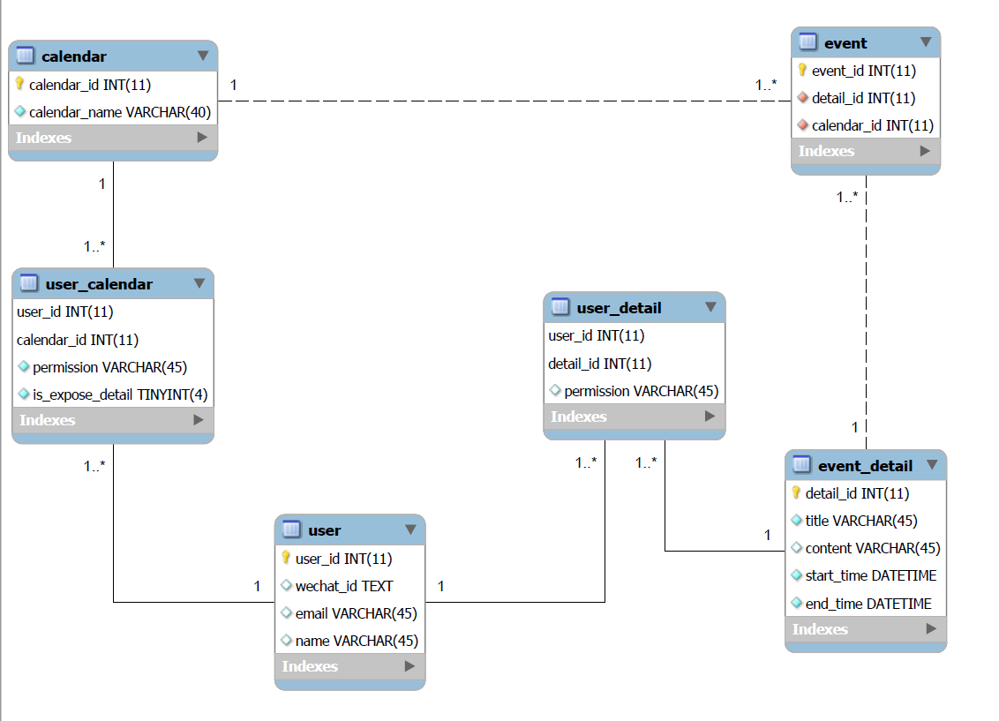 calendar
calendar_id INT(11)
calendar_name VARCHAR(40)
Indexes
1
1..*
event
event_id INT(11)
detail_id INT(11)
calendar_id INT(11)
Indexes
1
1..*
1..*
1
user_calendar
user_id INT(11)
calendar_id INT(11)
permission VARCHAR(45)
is_expose_detail TINYINT(4)
Indexes
1..*
1
user_detail
user_id INT(11)
detail_id INT(11)
permission VARCHAR(45)
Indexes
1..*
1..*
1
1
user
user_id INT(11)
wechat_id TEXT
email VARCHAR(45)
name VARCHAR(45)
Indexes
event_detail
detail_id INT(11)
title VARCHAR(45)
content VARCHAR(45)
start_time DATETIME
end_time DATETIME
Indexes